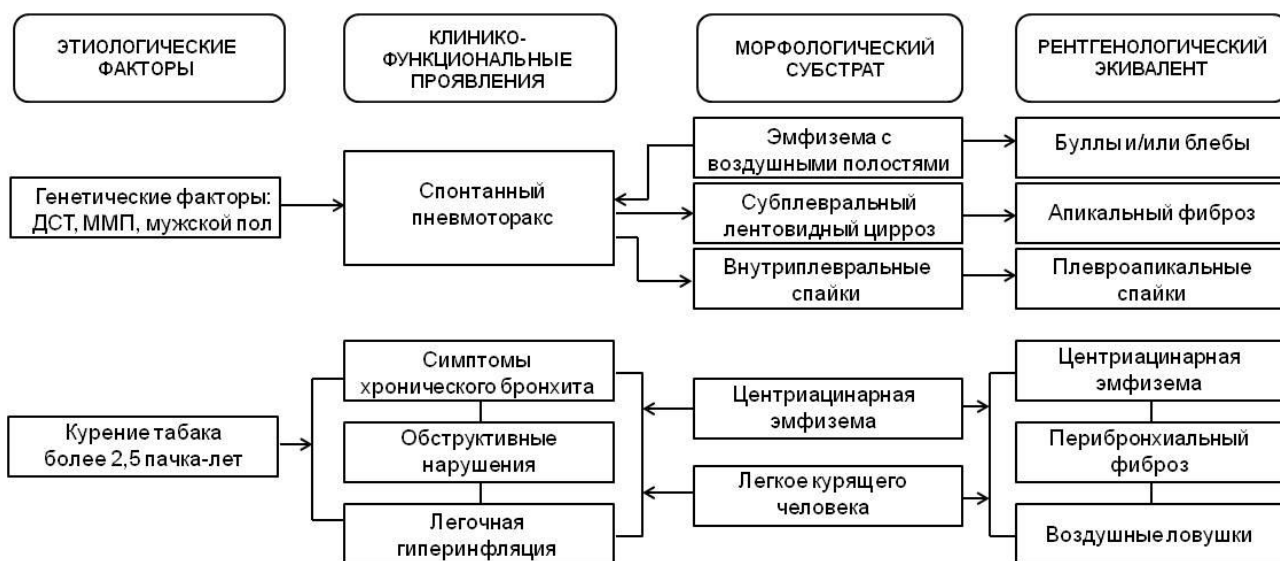 ЭТИОЛОГИЧЕСКИЕ
ФАКТОРЫ
КЛИНИКО-
ФУНКЦИОНАЛЬНЫЕ
ПРОЯВЛЕНИЯ
МОРФОЛОГИЧЕСКИЙ
СУБСТРАТ
РЕНТГЕНОЛОГИЧЕСКИЙ
ЭКВИВАЛЕНТ
Генетические факторы:
ДСТ, ММП, мужской пол
Спонтанный
пневмоторакс
Эмфизема с
воздушными полостями
Буллы и/или блебы
Субплевральный
лентовидный цирроз
Апикальный фиброз
Внутриплевральные
спайки
Плевроапикальные
спайки
Курение табака
более 2,5 пачка-лет
Симптомы
хронического бронхита
Обструктивные
нарушения
Легочная
гиперинфляция
Центриацинарная
эмфизема
Легкое курящего
человека
Центриацинарная
эмфизема
Перибронхиальный
фиброз
Воздушные ловушки